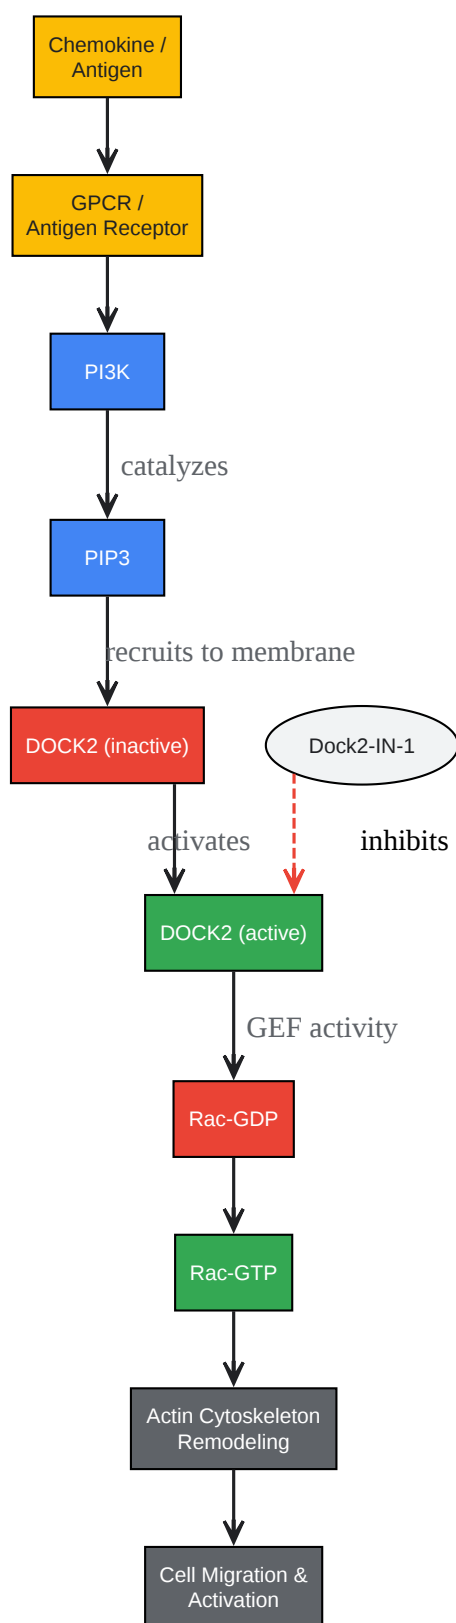 Chemokine /
Antigen
GPCR /
Antigen Receptor
PI3K
catalyzes
PIP3
recruits to membrane
DOCK2 (inactive)
Dock2-IN-1
activates
inhibits
DOCK2 (active)
GEF activity
Rac-GDP
Rac-GTP
Actin Cytoskeleton
Remodeling
Cell Migration &
Activation